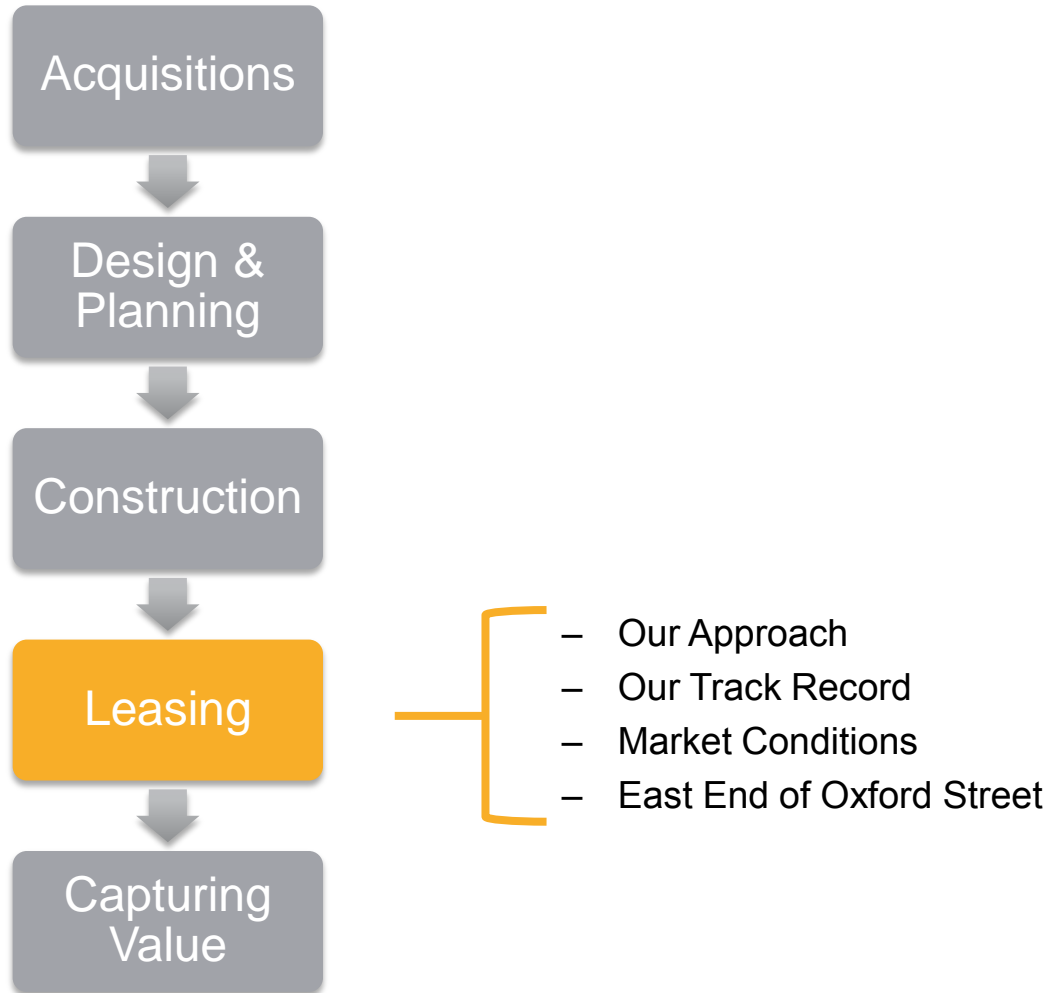 Acquisitions
Design &
Planning
Construction
Leasing
– Our Approach
– Our Track Record
– Market Conditions
– East End of Oxford Street
Capturing
Value